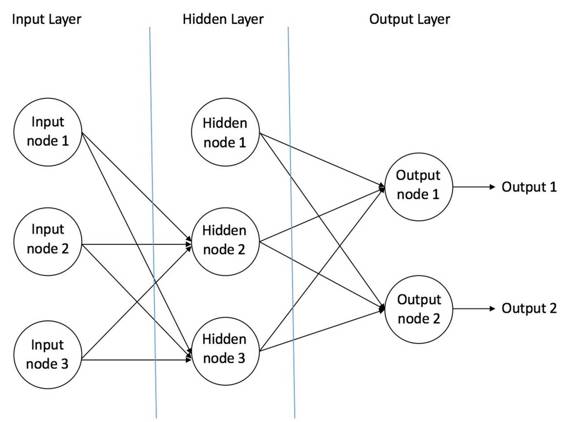 Input Layer
Hidden Layer
Output Layer
Input
node 1
Hidden
node 1
Output
node 1
Output 1
Input
node 2
Hidden
node 2
Output
node 2
Output 2
Input
node 3
Hidden
node 3